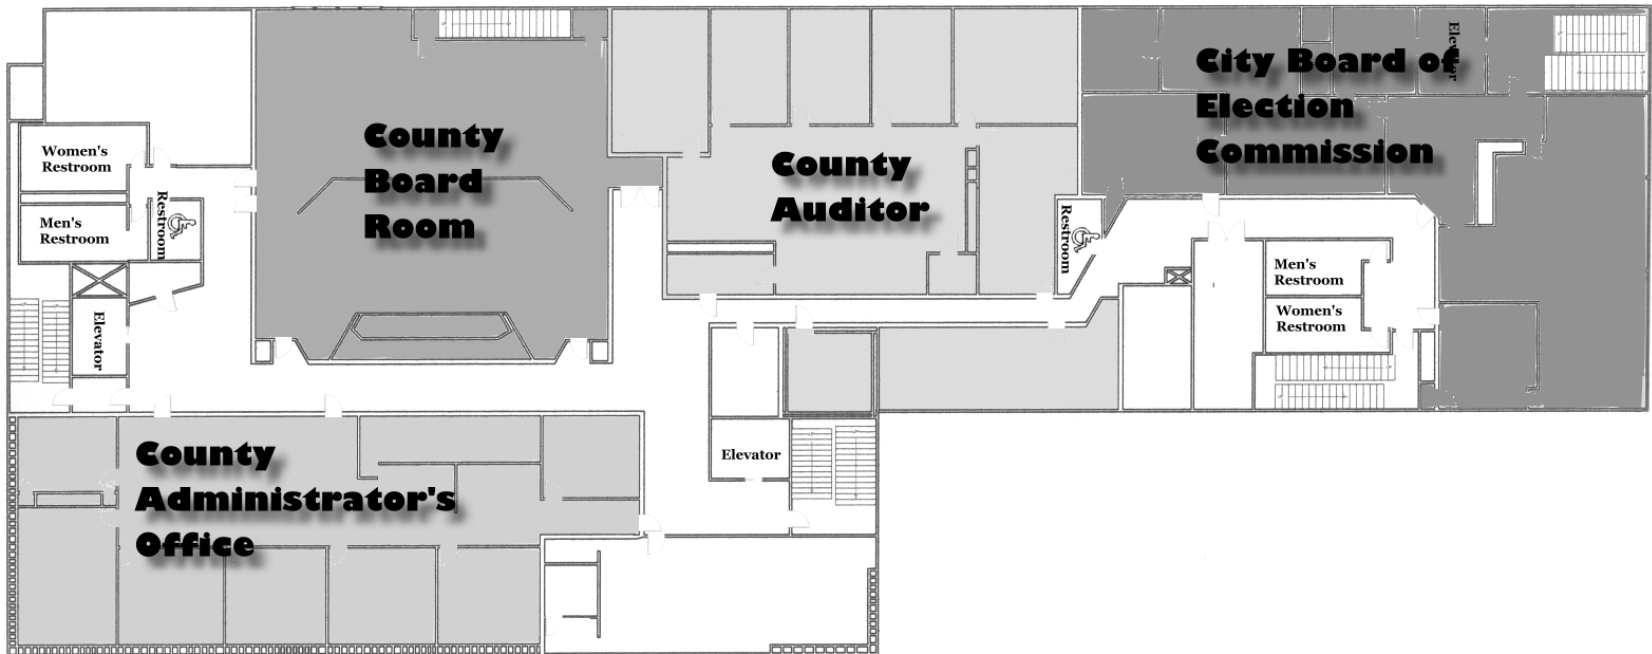 County
Board
Room
County
Auditor
City Board of
Election
Commission
Elevator
Women's
Restroom
Men's
Restroom
Restroom
Elevator
Restroom
Men's
Restroom
Women's
Restroom
County
Administrator's
Office
Elevator